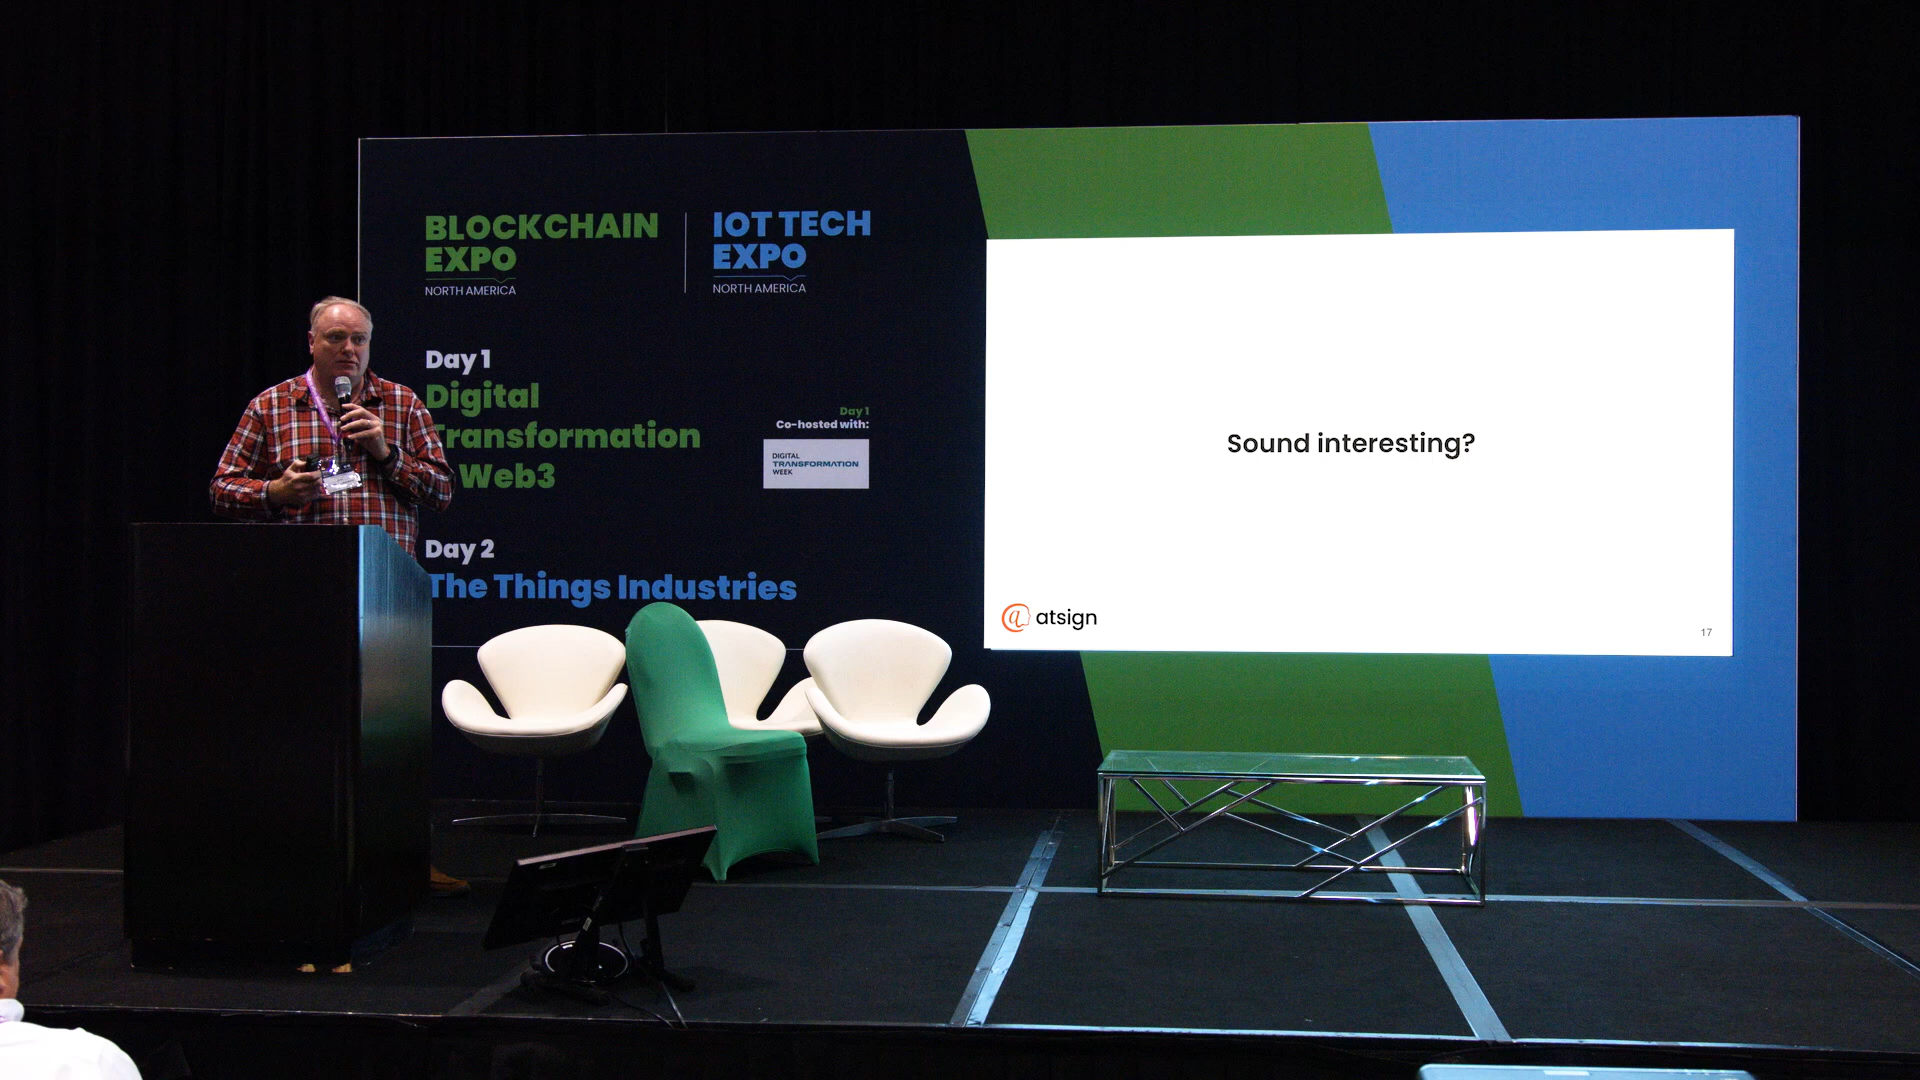 BLOCKCHAIN
EXPO
NORTH AMERICA
IOT TECH
EXPO
NORTH AMERICA
Day 1
Digital
Transformation
Web3
Day 1
Co-hosted with:
DIGITAL
TRANSFORMATION
WEEK
Day 2
The Things Industries
Sound interesting?
@ atsign
17